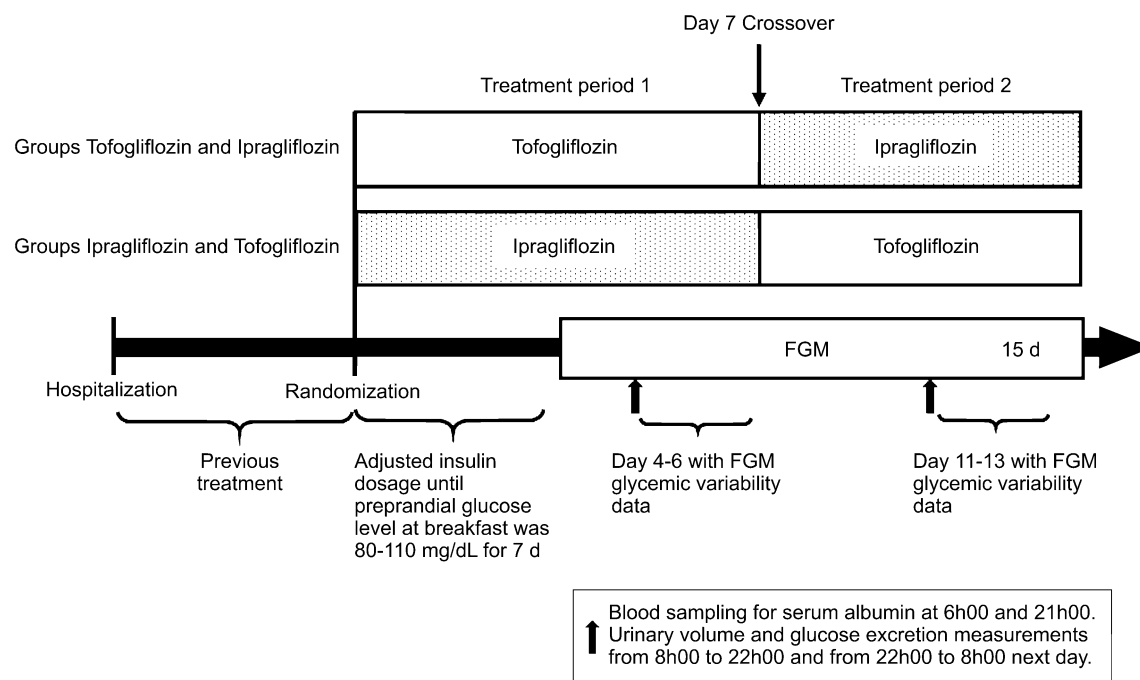 Day 7 Crossover
Treatment period 1
Treatment period 2
Groups Tofogliflozin and Ipragliflozin
Tofogliflozin
Ipragliflozin
Groups Ipragliflozin and Tofogliflozin
Ipragliflozin
Tofogliflozin
FGM
15 d
Hospitalization
Randomization
Previous
treatment
Adjusted insulin
dosage until
preprandial glucose
level at breakfast was
80-110 mg/dL for 7 d
Day 4-6 with FGM
glycemic variability
data
Day 11-13 with FGM
glycemic variability
data
Blood sampling for serum albumin at 6h00 and 21h00.
Urinary volume and glucose excretion measurements
from 8h00 to 22h00 and from 22h00 to 8h00 next day.